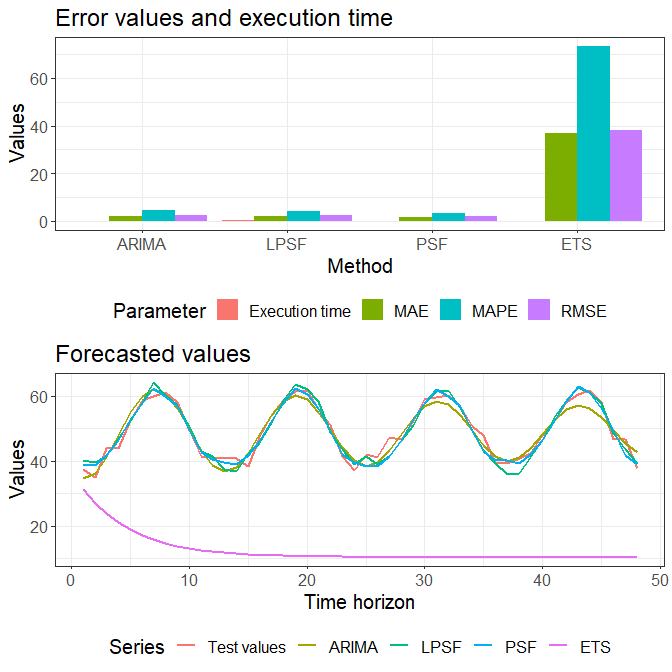 Error values and execution time
Values
60
40
20
0
ARIMA LPSF PSF ETS
Method
Parameter Execution time MAE MAPE RMSE
Forecasted values
Values
60
40
20
0 10 20 30 40 50
Time horizon
Series Test values ARIMA LPSF PSF ETS